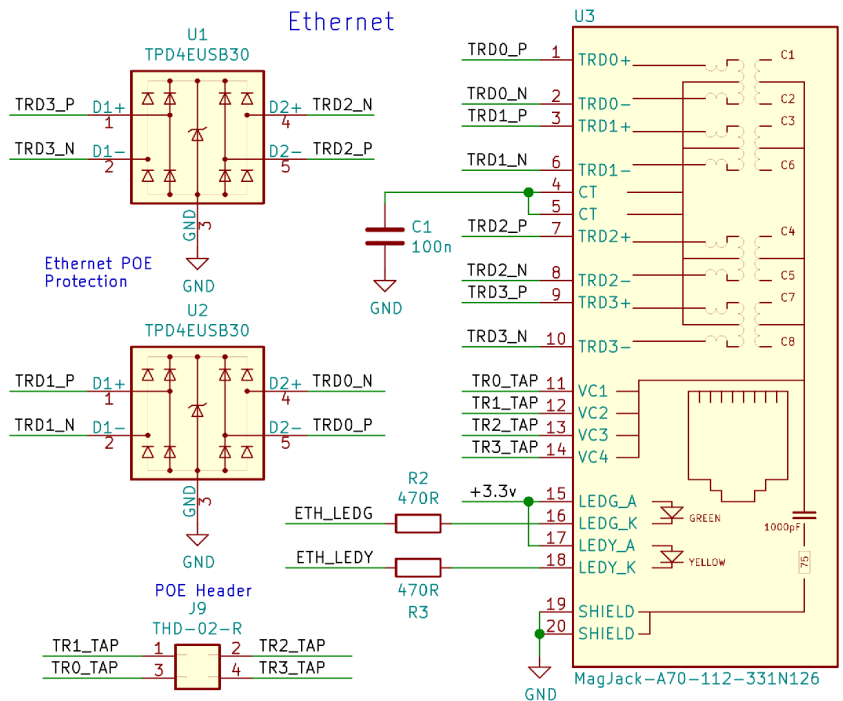 Ethernet
U1
TPD4EUSB30
TRD3_P
D1+
1
D2+
4
TRD2_N
TRD3_N
D1-
2
D2-
5
TRD2_P
GND
3
GND
Ethernet POE
Protection
U2
TPD4EUSB30
TRD1_P
D1+
1
D2+
4
TRD0_N
TRD1_N
D1-
2
D2-
5
TRD0_P
GND
3
GND
C1
100n
GND
R2
470R
ETH_LEDG
ETH_LEDY
470R
R3
POE Header
J9
THD-02-R
TR1_TAP 1 2 TR2_TAP
TR0_TAP 3 4 TR3_TAP
U3
TRD0_P 1 TRD0+
TRD0_N 2 TRD0-
TRD1_P 3 TRD1+
TRD1_N 6 TRD1-
4 CT
5 CT
TRD2_P 7 TRD2+
TRD2_N 8 TRD2-
TRD3_P 9 TRD3+
TRD3_N 10 TRD3-
TR0_TAP 11 VC1
TR1_TAP 12 VC2
TR2_TAP 13 VC3
TR3_TAP 14 VC4
+3.3v 15 LEDG_A
16 LEDG_K
17 LEDY_A
18 LEDY_K
19 SHIELD
20 SHIELD
GND
C1
C2
C3
C6
C4
C5
C7
C8
GREEN
YELLOW
1000pF
75
MagJack-A70-112-331N126